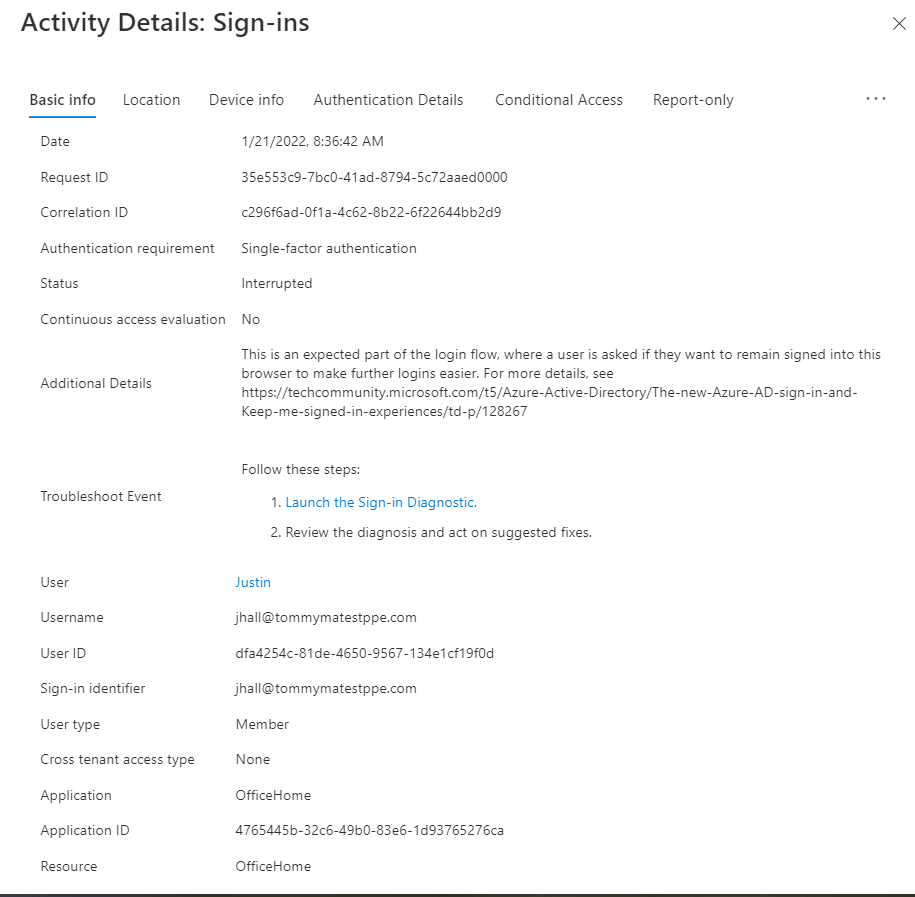 Activity Details: Sign-ins
Basic info Location Device info Authentication Details Conditional Access Report-only ...
Date 1/21/2022, 8:36:42 AM
Request ID 35e553c9-7bc0-41ad-8794-5c72aaed0000
Correlation ID c296f6ad-0f1a-4c62-8b22-6f22644bb2d9
Authentication requirement Single-factor authentication
Status Interrupted
Continuous access evaluation No
Additional Details
This is an expected part of the login flow, where a user is asked if they want to remain signed into this
browser to make further logins easier. For more details, see
https://techcommunity.microsoft.com/t5/Azure-Active-Directory/The-new-Azure-AD-sign-in-and-
Keep-me-signed-in-experiences/td-p/128267
Troubleshoot Event
Follow these steps:
1. Launch the Sign-in Diagnostic.
2. Review the diagnosis and act on suggested fixes.
User Justin
Username jhall@tommymatestppe.com
User ID dfa4254c-81de-4650-9567-134e1cf19f0d
Sign-in identifier jhall@tommymatestppe.com
User type Member
Cross tenant access type None
Application OfficeHome
Application ID 4765445b-32c6-49b0-83e6-1d93765276ca
Resource OfficeHome